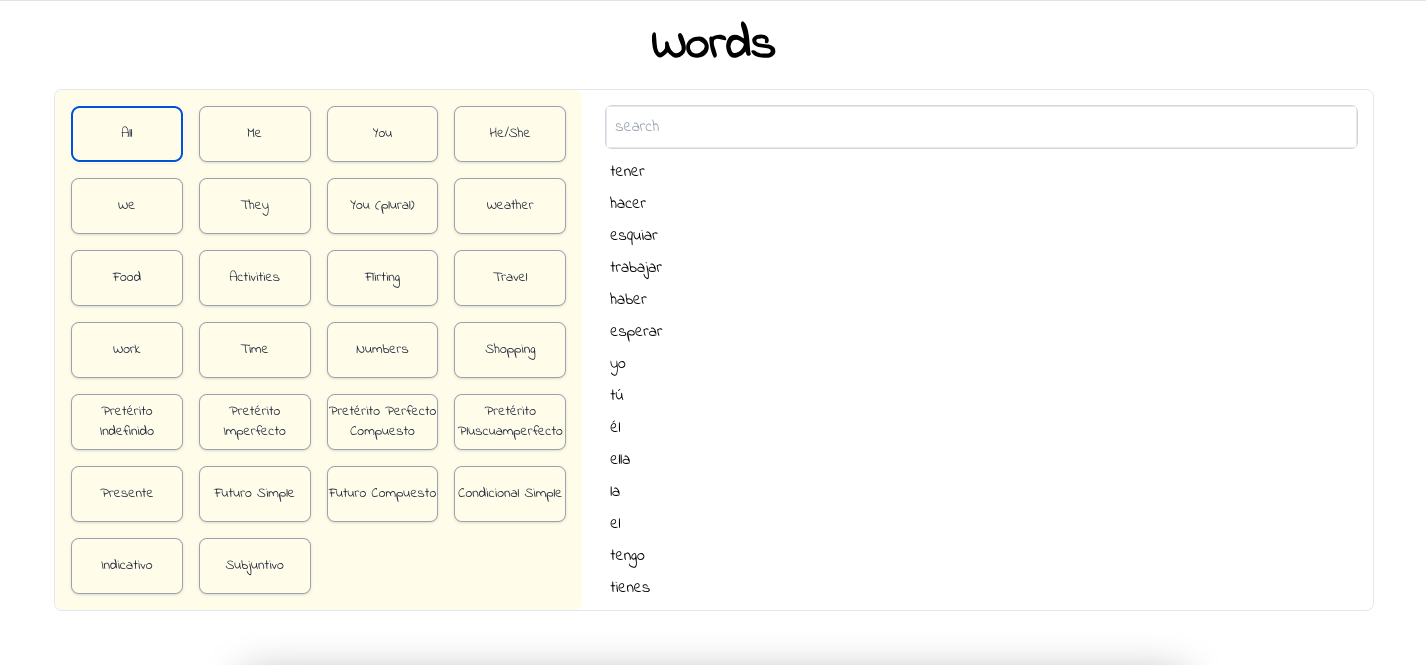 Words
All
Me
You
He/She
We
They
You (plural)
Weather
Food
Activities
Flirting
Travel
Work
Time
Numbers
Shopping
Pretérito
Indefinido
Pretérito
Imperfecto
Pretérito Perfecto
Compuesto
Pretérito
Pluscuamperfecto
Presente
Futuro Simple
Futuro Compuesto
Condicional Simple
Indicativo
Subjuntivo
search
tener
hacer
esquiar
trabajar
haber
esperar
yo
tú
él
ella
la
el
tengo
tienes